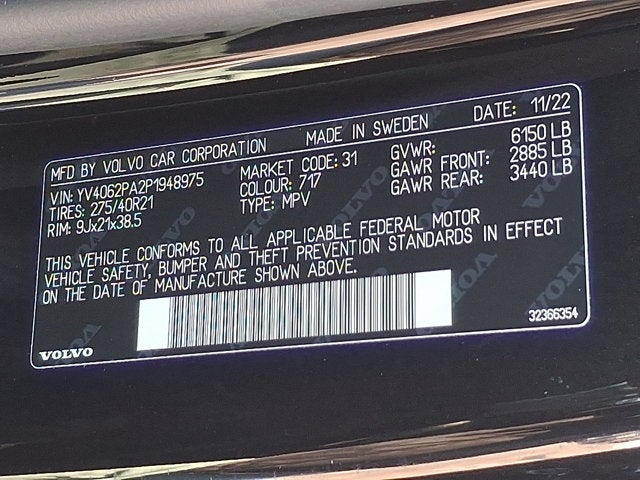 MFD BY VOLVO CAR CORPORATION MADE IN SWEDEN DATE: 11/22
VIN: YV4062PA2P1948975 MARKET CODE: 31 GVWR: 6150 LB
TIRES: 275/40R21 COLOUR: 717 GAWR FRONT: 2885 LB
RIM: 9Jx21x38.5 TYPE: MPV GAWR REAR: 3440 LB
THIS VEHICLE CONFORMS TO ALL APPLICABLE FEDERAL MOTOR
VEHICLE SAFETY, BUMPER AND THEFT PREVENTION STANDARDS IN EFFECT
ON THE DATE OF MANUFACTURE SHOWN ABOVE.
32366354
VOLVO